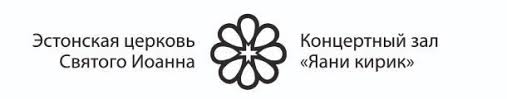 Эстонская церковь
Святого Иоанна
Концертный зал
«Яани кирик»